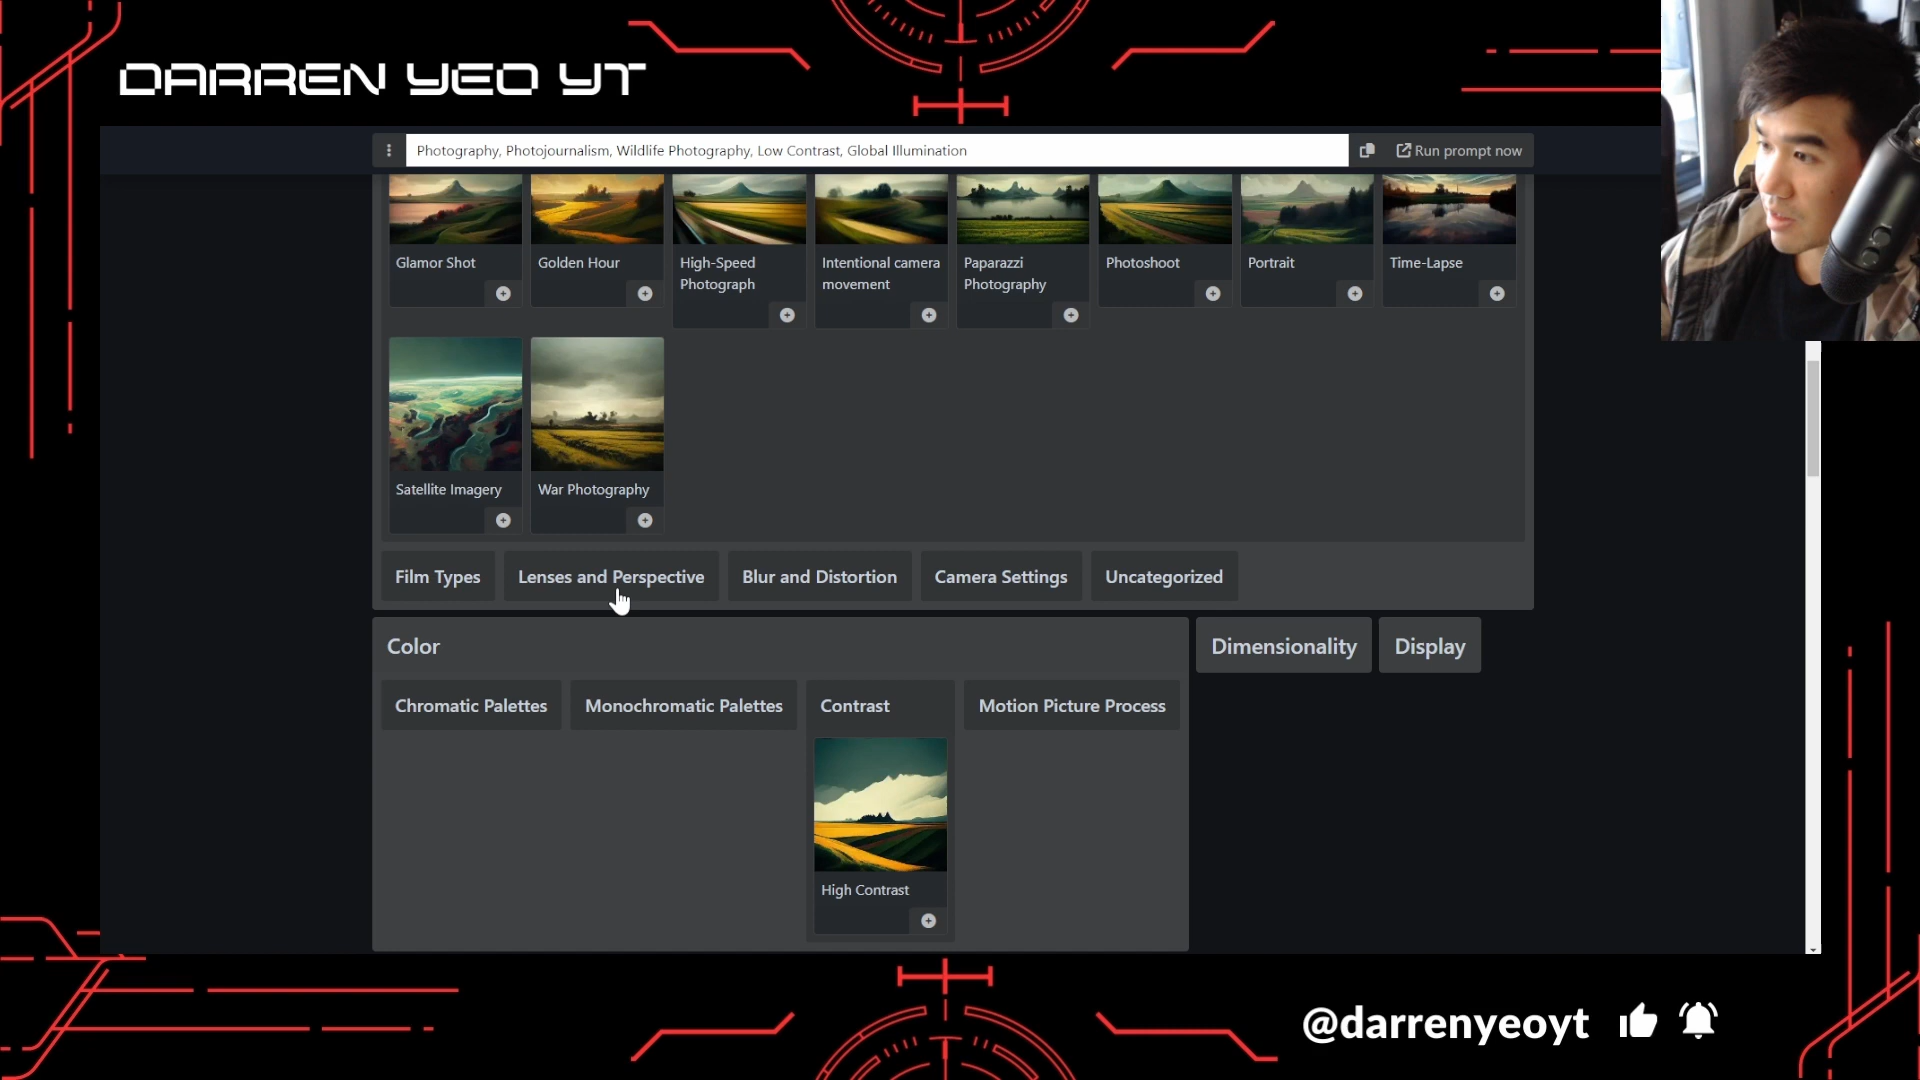 DARREN YEO YT
Photography, Photojournalism, Wildlife Photography, Low Contrast, Global Illumination
Run prompt now
Glamor Shot
Golden Hour
High-Speed
Photograph
Intentional camera
movement
Paparazzi
Photography
Photoshoot
Portrait
Time-Lapse
Satellite Imagery
War Photography
Film Types
Lenses and Perspective
Blur and Distortion
Camera Settings
Uncategorized
Color
Dimensionality
Display
Chromatic Palettes
Monochromatic Palettes
Contrast
Motion Picture Process
High Contrast
@darrenyeoyt